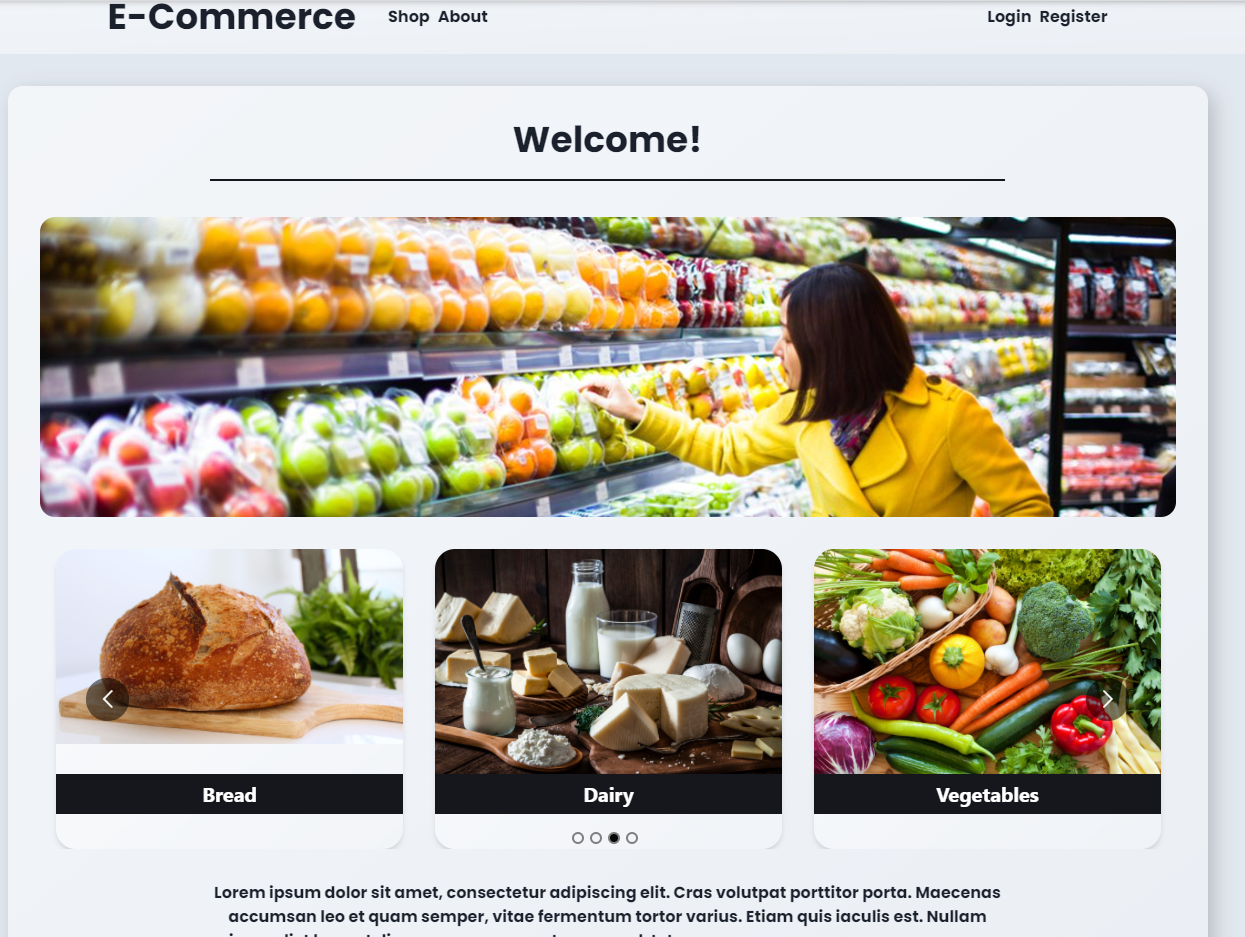 E-Commerce Shop About Login Register
Welcome!
Bread Dairy Vegetables
Lorem ipsum dolor sit amet, consectetur adipiscing elit. Cras volutpat porttitor porta. Maecenas
accumsan leo et quam semper, vitae fermentum tortor varius. Etiam quis iaculis est. Nullam